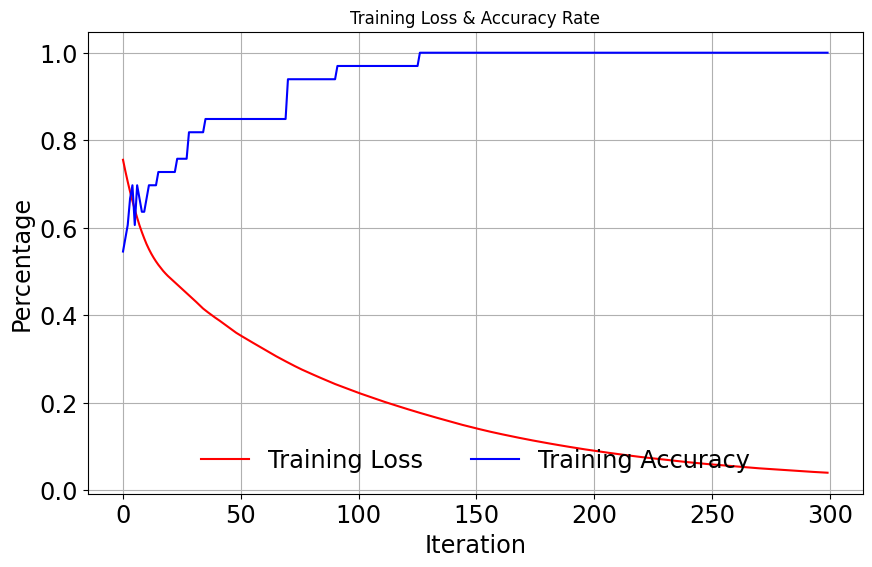 Training Loss & Accuracy Rate
1.0
0.8
0.6
0.4
0.2
0.0
Percentage
Training Loss Training Accuracy
0 50 100 150 200 250 300
Iteration